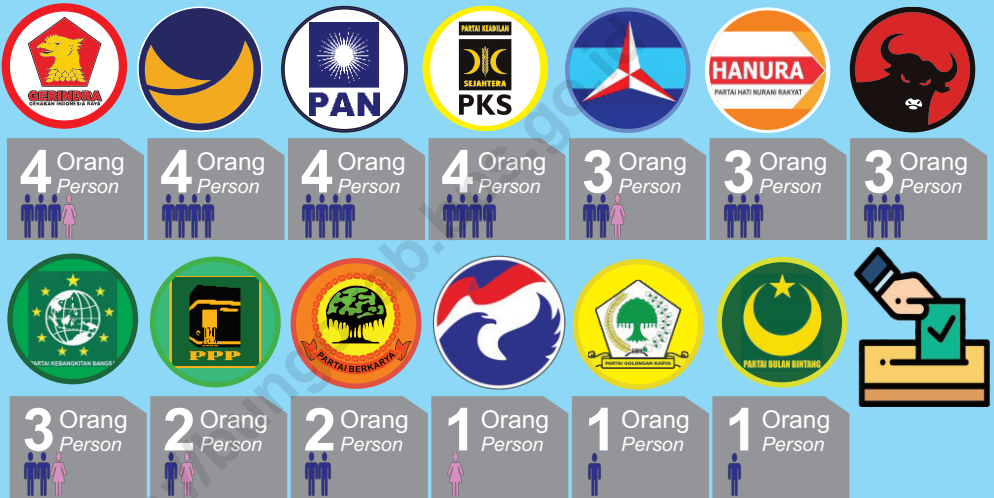 GERINDRA
GERAKAN INDONESIA RAYA
PAN
PARTAI KEADILAN
SEJAHTERA
PKS
HANURA
PARTAI HATI NURANI RAKYAT
4 Orang
Person
4 Orang
Person
4 Orang
Person
4 Orang
Person
3 Orang
Person
3 Orang
Person
3 Orang
Person
PARTAI KEBANGKITAN BANGS
PPP
PARTAI BERKARYA
PARTAI GOLONGAN KARYA
PARTAI BULAN BINTANG
3 Orang
Person
2 Orang
Person
2 Orang
Person
1 Orang
Person
1 Orang
Person
1 Orang
Person